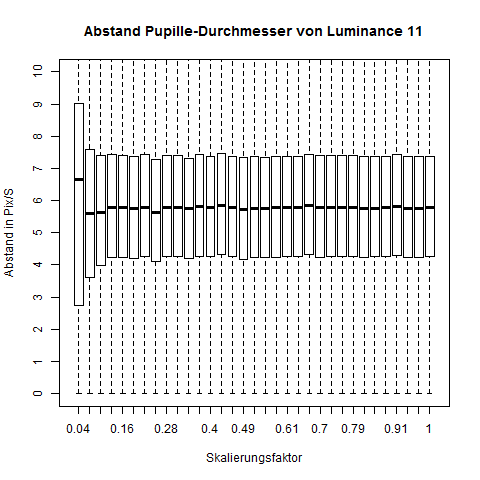 Abstand Pupille-Durchmesser von Luminance 11
Abstand in Pix/S
10
9
8
7
6
5
4
3
2
1
0
0.04 0.16 0.28 0.4 0.49 0.61 0.7 0.79 0.91 1
Skalierungsfaktor